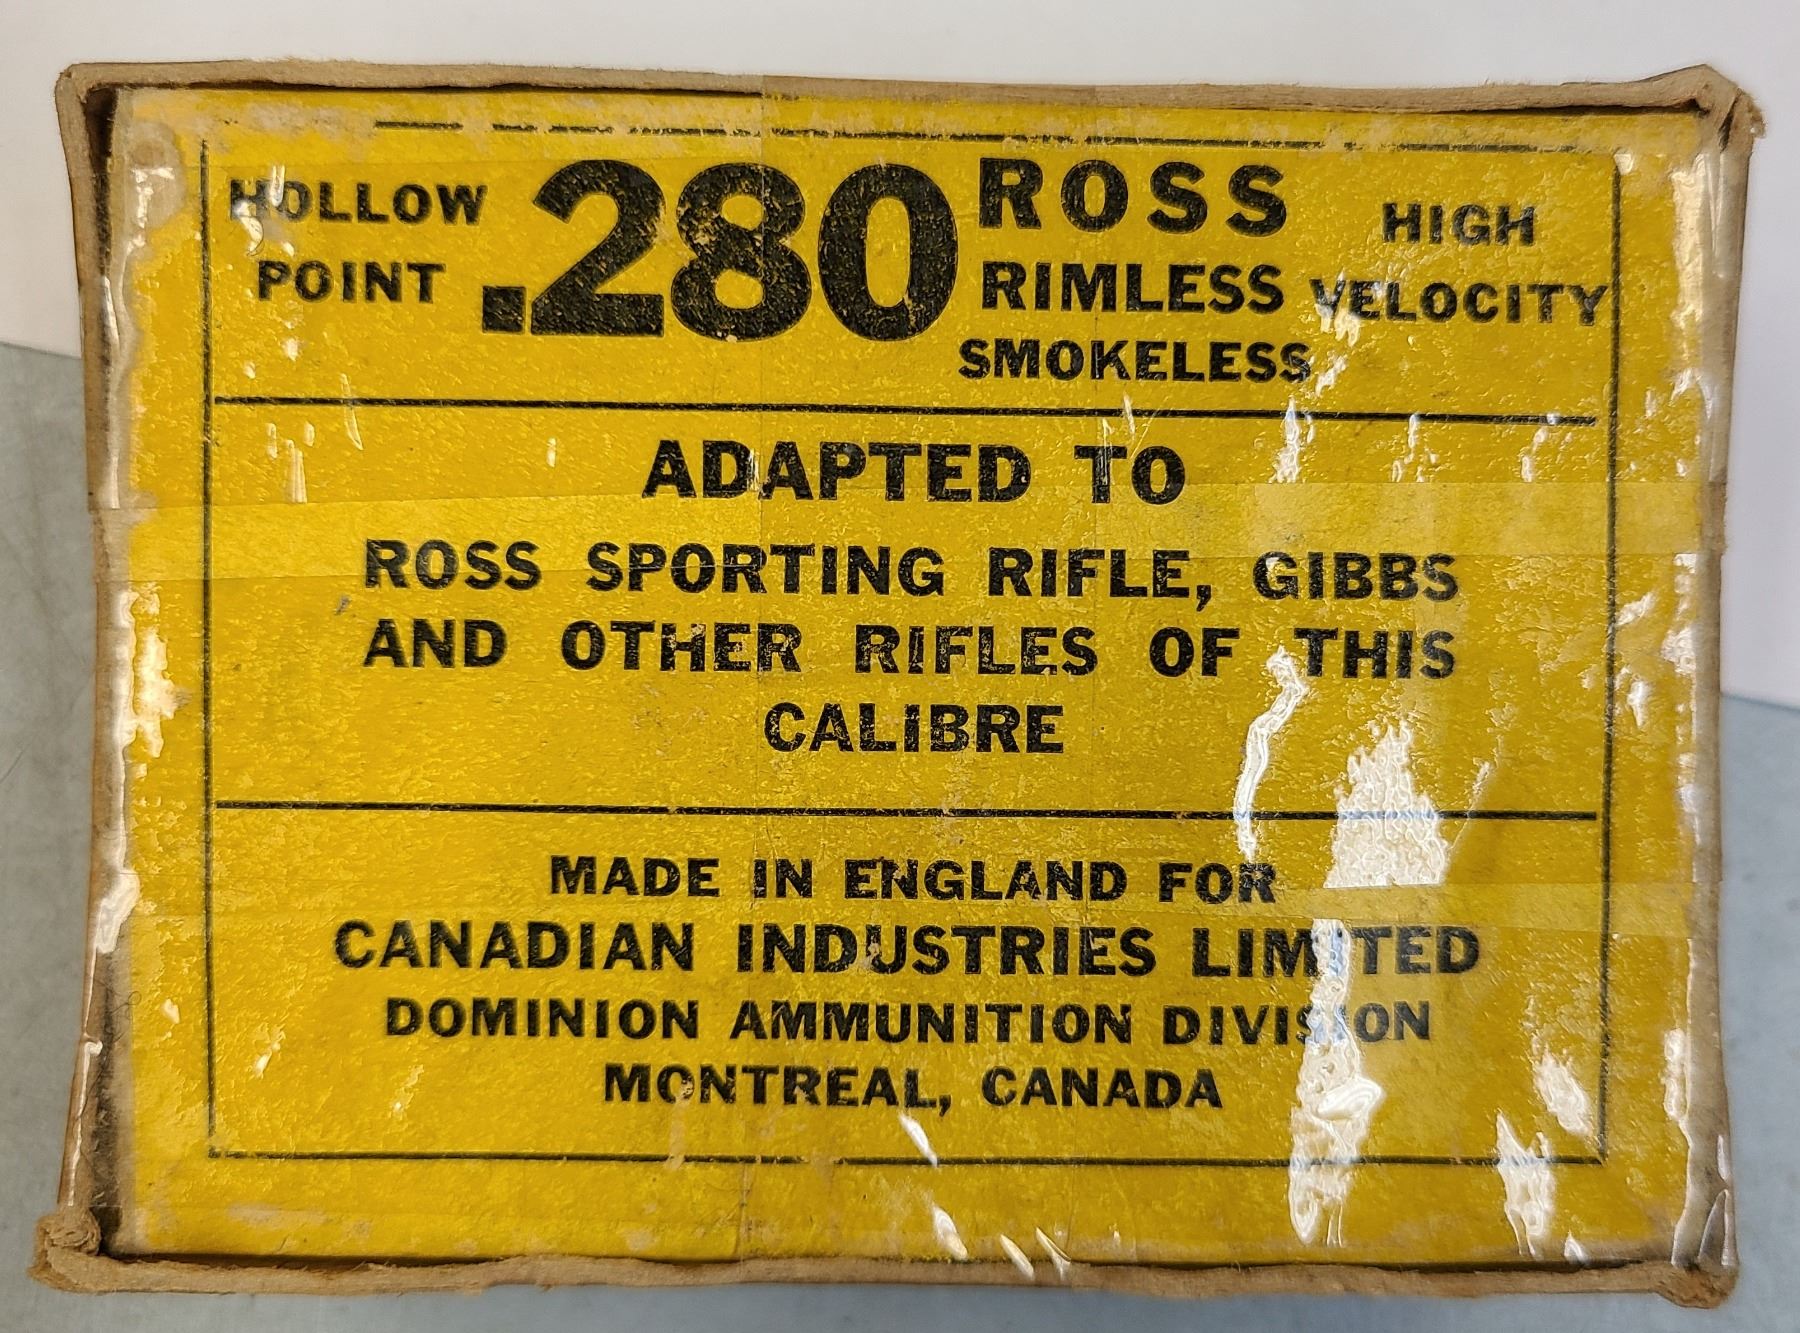 HOLLOW POINT
.280
ROSS
RIMLESS
SMOKELESS
HIGH
VELOCITY
ADAPTED TO
ROSS SPORTING RIFLE, GIBBS
AND OTHER RIFLES OF THIS
CALIBRE
MADE IN ENGLAND FOR
CANADIAN INDUSTRIES LIMITED
DOMINION AMMUNITION DIVISION
MONTREAL, CANADA